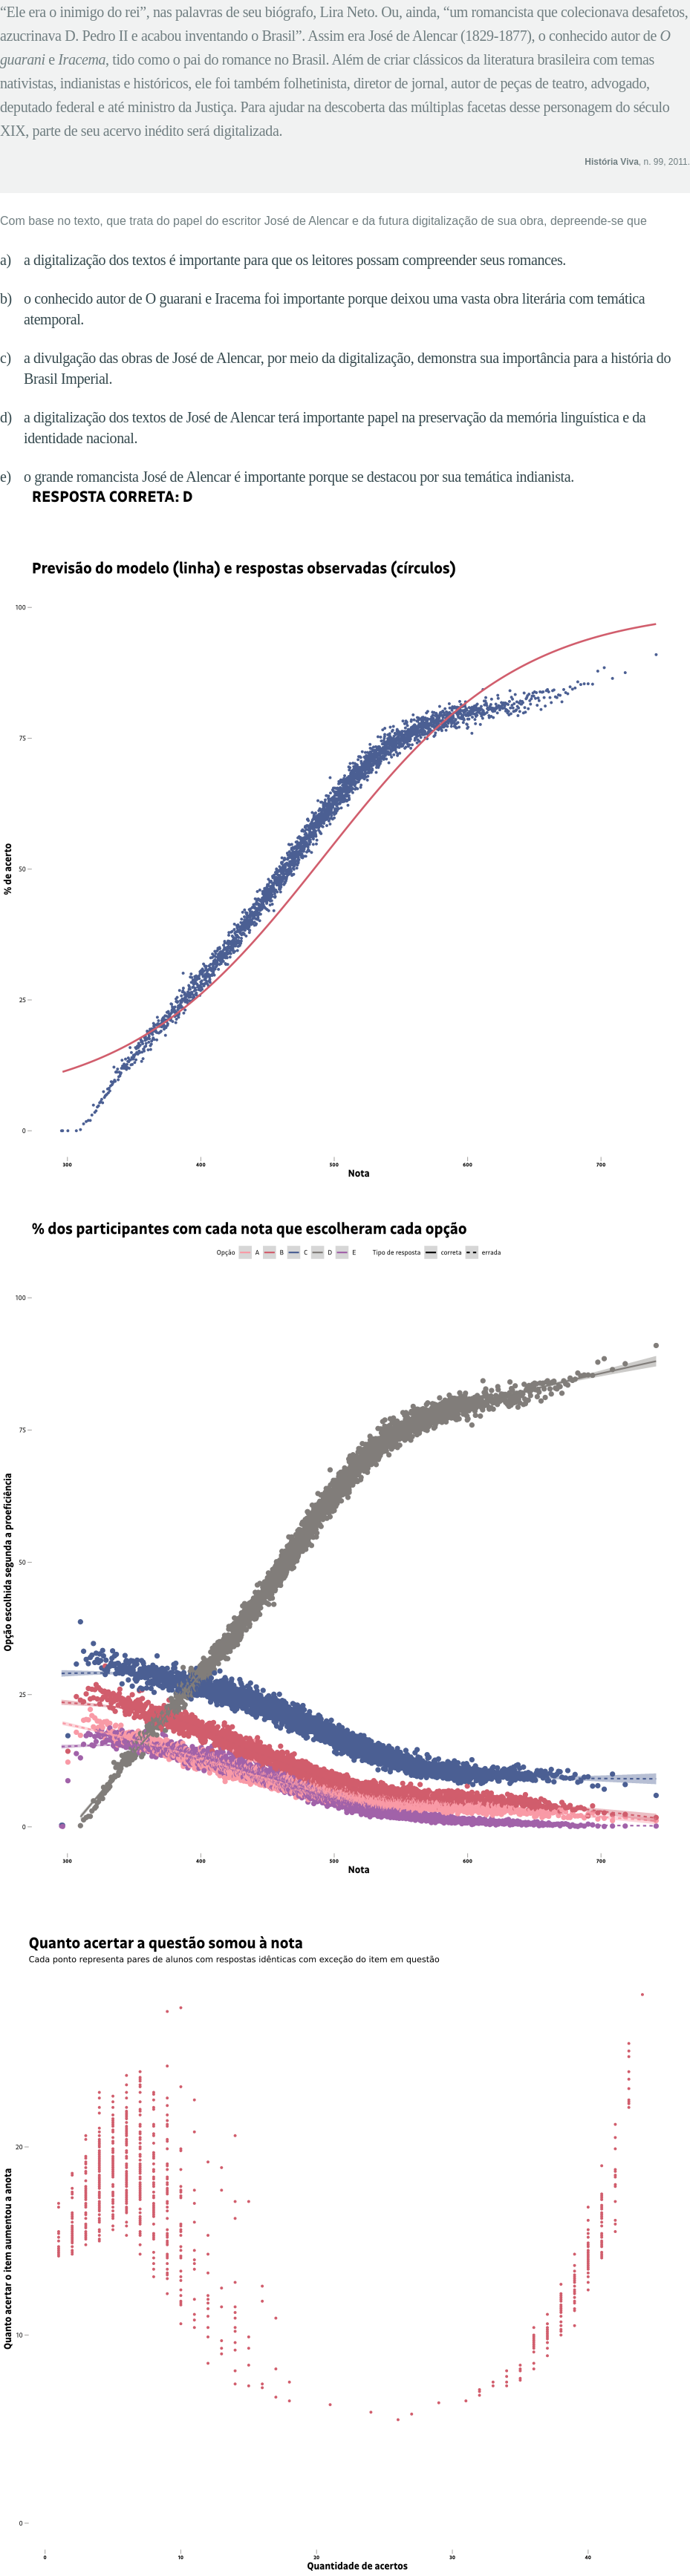 “Ele era o inimigo do rei”, nas palavras de seu biógrafo, Lira Neto. Ou, ainda, “um romancista que colecionava desafetos,
azucrinava D. Pedro II e acabou inventando o Brasil”. Assim era José de Alencar (1829-1877), o conhecido autor de O
guarani e Iracema, tido como o pai do romance no Brasil. Além de criar clássicos da literatura brasileira com temas
nativistas, indianistas e históricos, ele foi também folhetinista, diretor de jornal, autor de peças de teatro, advogado,
deputado federal e até ministro da Justiça. Para ajudar na descoberta das múltiplas facetas desse personagem do século
XIX, parte de seu acervo inédito será digitalizada.
História Viva, n. 99, 2011.
Com base no texto, que trata do papel do escritor José de Alencar e da futura digitalização de sua obra, depreende-se que
a) a digitalização dos textos é importante para que os leitores possam compreender seus romances.
b) o conhecido autor de O guarani e Iracema foi importante porque deixou uma vasta obra literária com temática
atemporal.
c) a divulgação das obras de José de Alencar, por meio da digitalização, demonstra sua importância para a história do
Brasil Imperial.
d) a digitalização dos textos de José de Alencar terá importante papel na preservação da memória linguística e da
identidade nacional.
e) o grande romancista José de Alencar é importante porque se destacou por sua temática indianista.
RESPOSTA CORRETA: D
Previsão do modelo (linha) e respostas observadas (círculos)
100
75
% de acerto
50
25
0
300 400 500 600 700
Nota
% dos participantes com cada nota que escolheram cada opção
Opção A B C D E Tipo de resposta correta errada
100
75
Opção escolhida segunda a proeficiência
50
25
0
300 400 500 600 700
Nota
Quanto acertar a questão somou à nota
Cada ponto representa pares de alunos com respostas idênticas com exceção do item em questão
20
Quanto acertar o item aumentou a anota
10
0
0 10 20 30 40
Quantidade de acertos